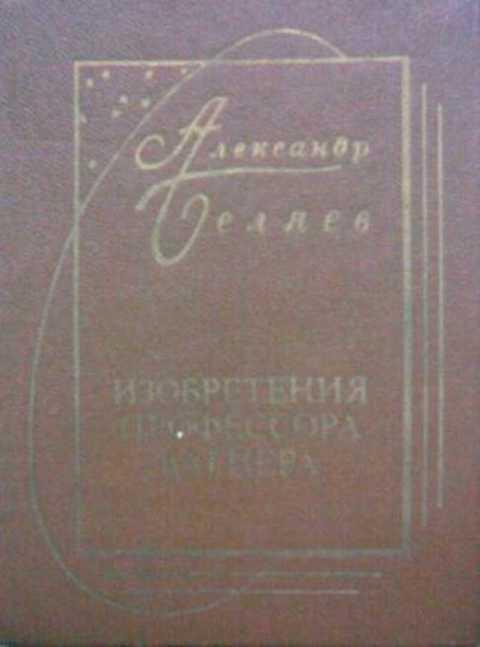 Александр
Беляев
ИЗОБРЕТЕНИЯ
ПРОФЕССОРА
ВАГНЕРА